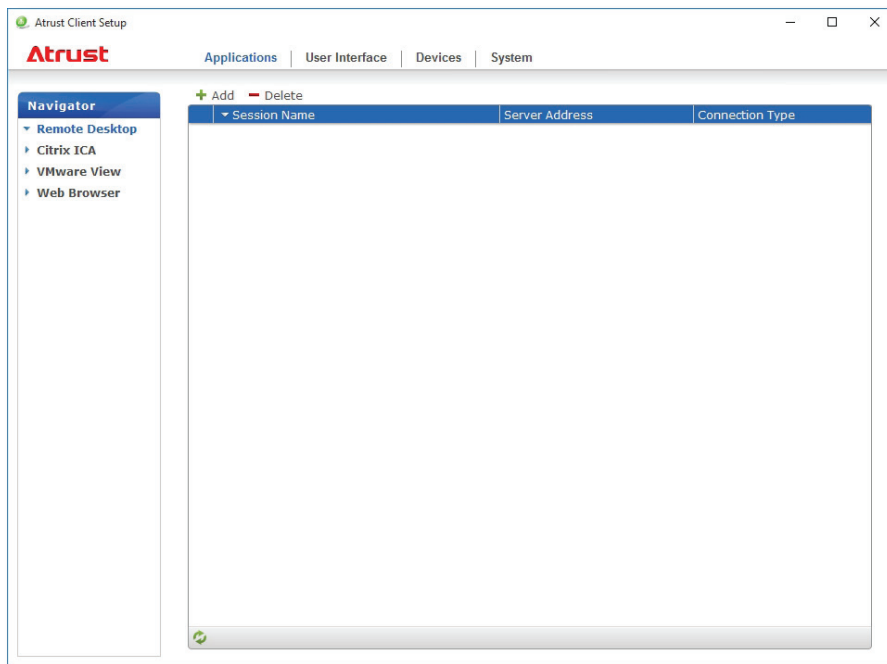 Atrust Client Setup
Atrust
Applications | User Interface | Devices | System
Navigator
Remote Desktop
Citrix ICA
VMware View
Web Browser
Add Delete
Session Name Server Address Connection Type